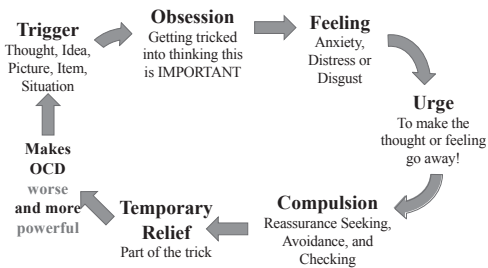 Trigger
Thought, Idea,
Picture, Item,
Situation
Obsession
Getting tricked
into thinking this
is IMPORTANT
Feeling
Anxiety,
Distress or
Disgust
Urge
To make the
thought or feeling
go away!
Compulsion
Reassurance Seeking,
Avoidance, and
Checking
Temporary
Relief
Part of the trick
Makes
OCD
worse
and more
powerful